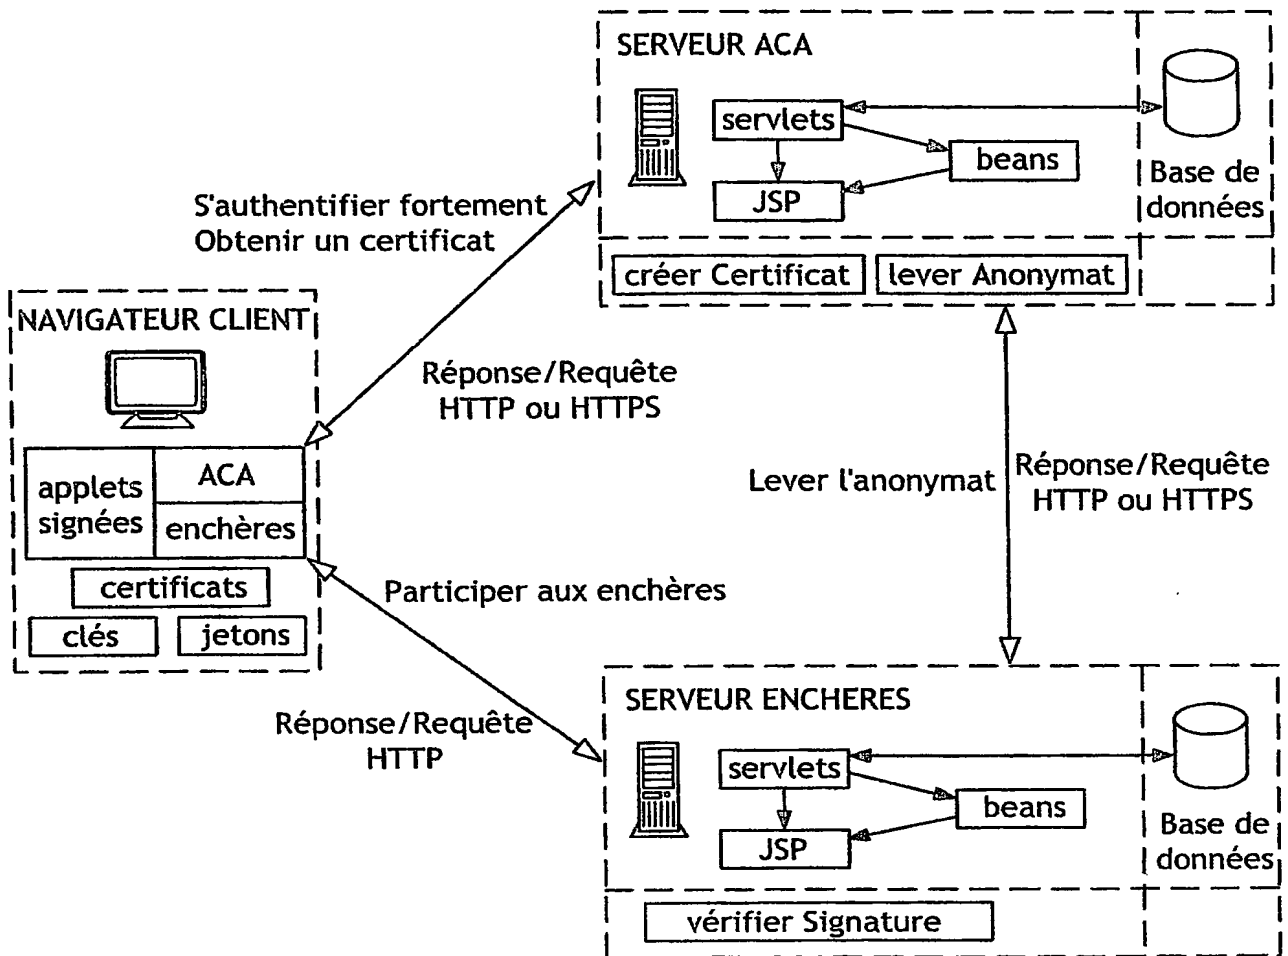 SERVEUR ACA
servlets
beans
JSP
Base de
données
créer Certificat
lever Anonymat
S'authentifier fortement
Obtenir un certificat
Réponse/Requête
HTTP ou HTTPS
NAVIGATEUR CLIENT
applets
signées
ACA
enchères
certificats
clés
jetons
Lever l'anonymat
Réponse/Requête
HTTP ou HTTPS
Participer aux enchères
Réponse/Requête
HTTP
SERVEUR ENCHERES
servlets
beans
JSP
Base de
données
vérifier Signature